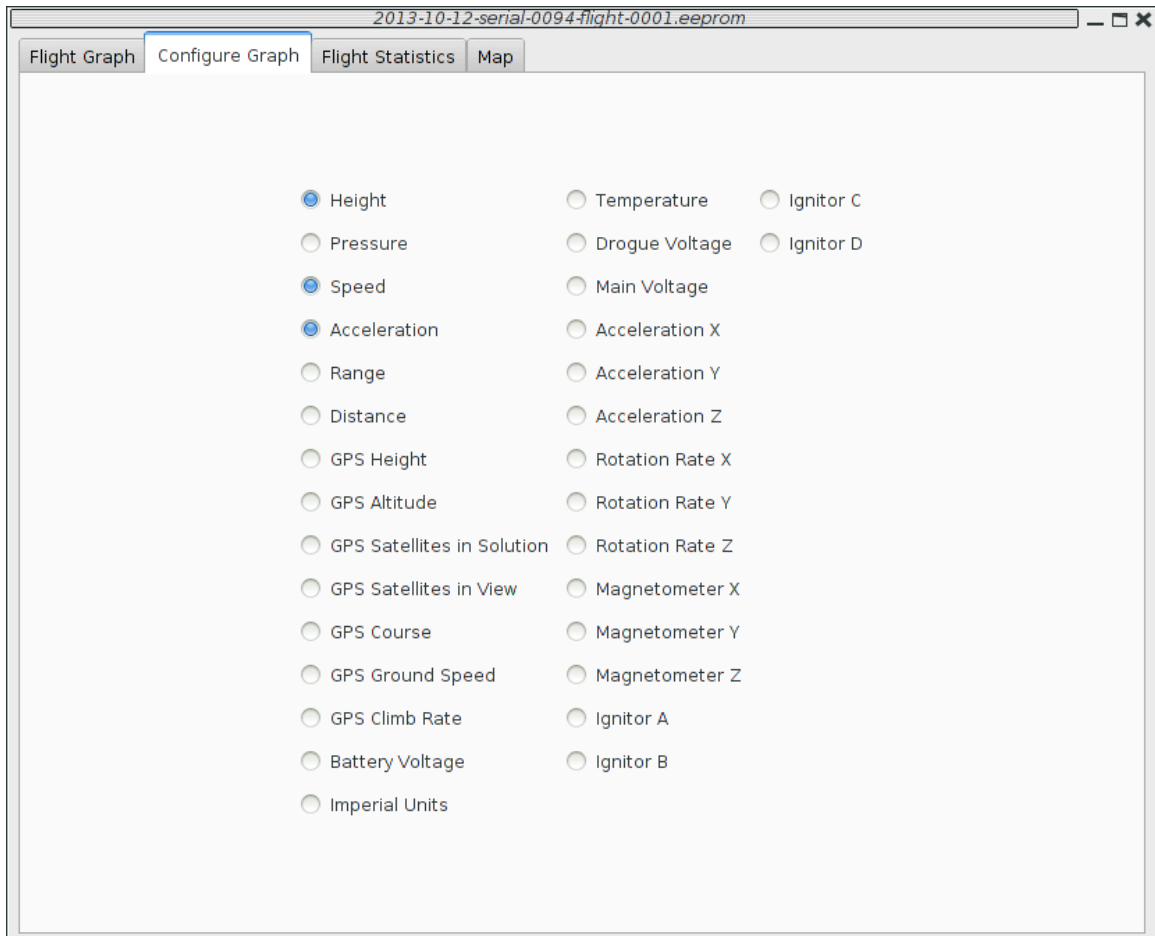 2013-10-12-serial-0094-flight-0001.eeprom
Flight Graph Configure Graph Flight Statistics Map
Height Temperature Ignitor C
Pressure Drogue Voltage Ignitor D
Speed Main Voltage
Acceleration Acceleration X
Range Acceleration Y
Distance Acceleration Z
GPS Height Rotation Rate X
GPS Altitude Rotation Rate Y
GPS Satellites in Solution Rotation Rate Z
GPS Satellites in View Magnetometer X
GPS Course Magnetometer Y
GPS Ground Speed Magnetometer Z
GPS Climb Rate Ignitor A
Battery Voltage Ignitor B
Imperial Units